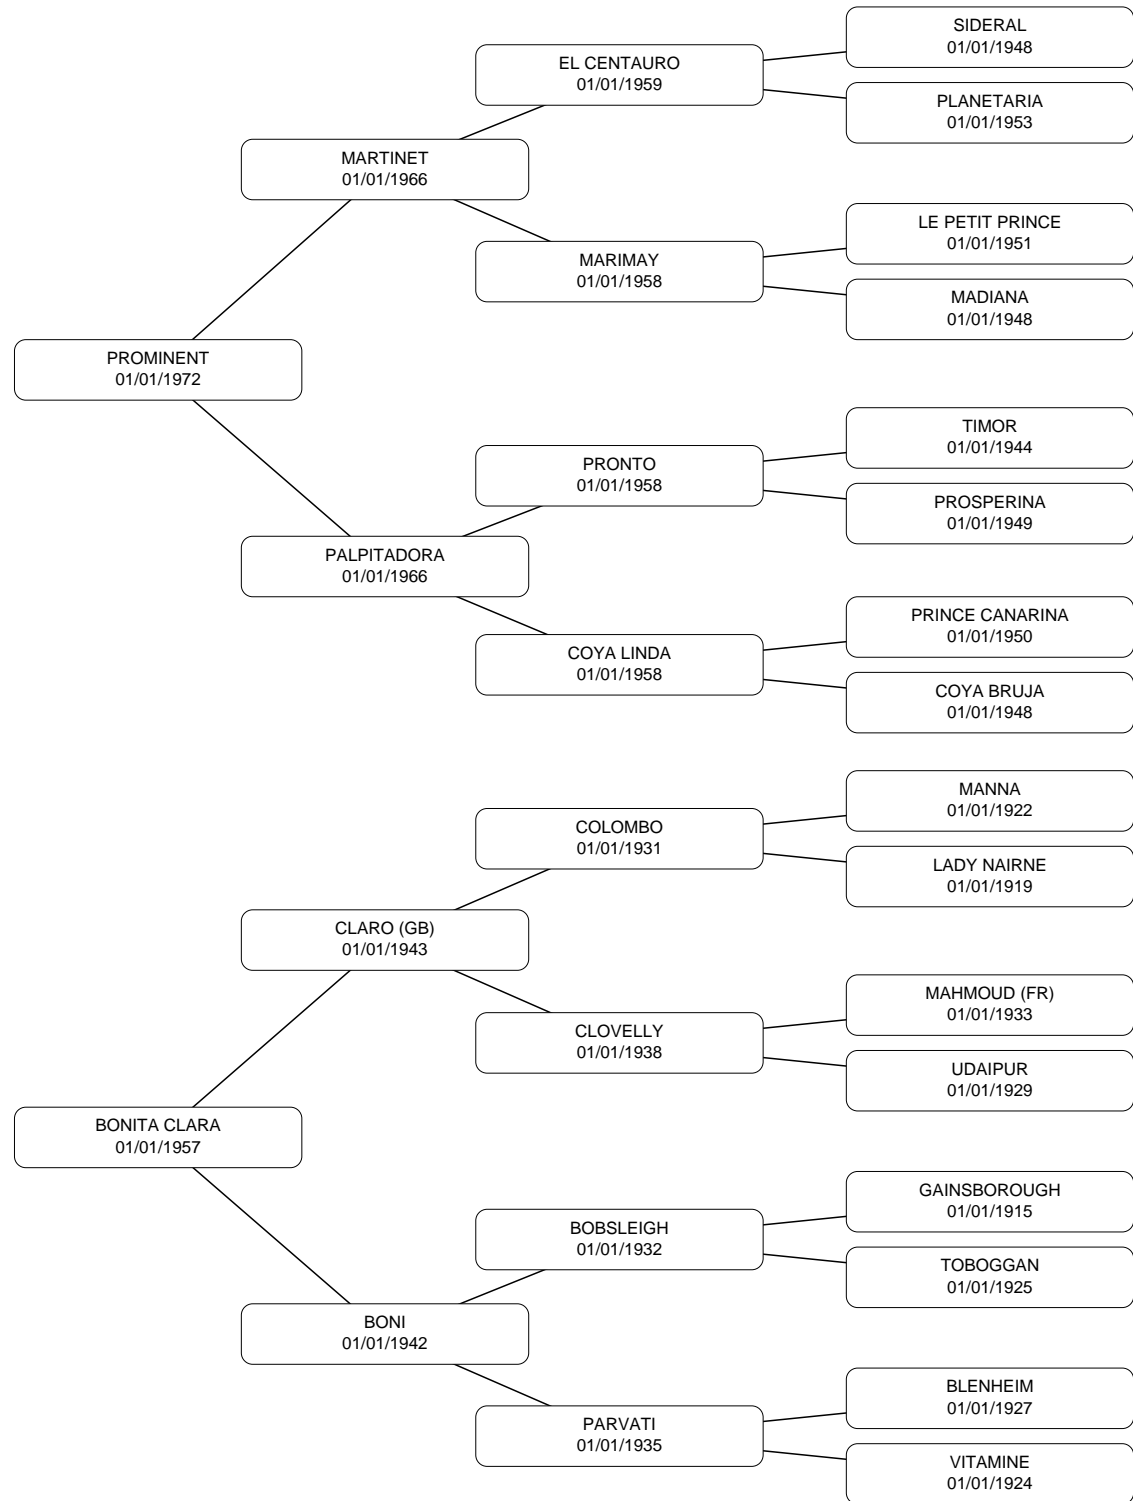 SIDERAL
01/01/1948
EL CENTAURO
01/01/1959
PLANETARIA
01/01/1953
MARTINET
01/01/1966
LE PETIT PRINCE
01/01/1951
MARIMAY
01/01/1958
MADIANA
01/01/1948
PROMINENT
01/01/1972
TIMOR
01/01/1944
PRONTO
01/01/1958
PROSPERINA
01/01/1949
PALPITADORA
01/01/1966
PRINCE CANARINA
01/01/1950
COYA LINDA
01/01/1958
COYA BRUJA
01/01/1948
MANNA
01/01/1922
COLOMBO
01/01/1931
LADY NAIRNE
01/01/1919
CLARO (GB)
01/01/1943
MAHMOUD (FR)
01/01/1933
CLOVELLY
01/01/1938
UDAIPUR
01/01/1929
BONITA CLARA
01/01/1957
GAINSBOROUGH
01/01/1915
BOBSLEIGH
01/01/1932
TOBOGGAN
01/01/1925
BONI
01/01/1942
BLENHEIM
01/01/1927
PARVATI
01/01/1935
VITAMINE
01/01/1924